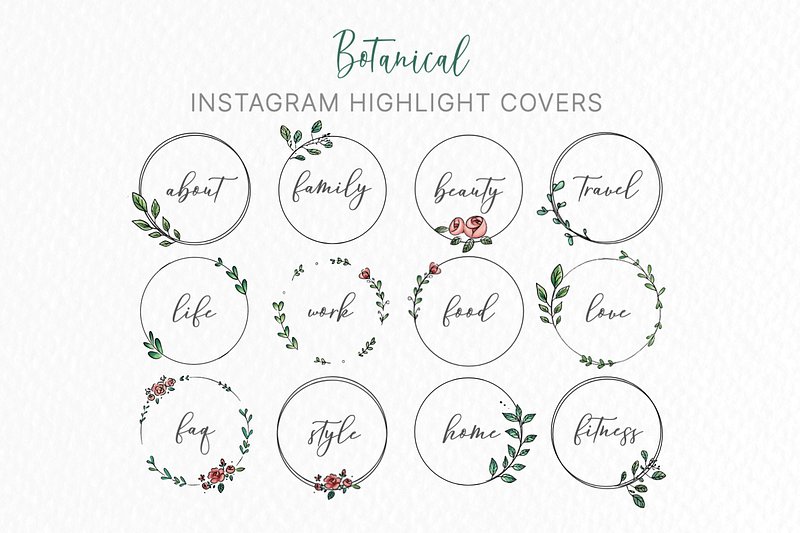 Botanical
INSTAGRAM HIGHLIGHT COVERS
about family beauty Travel
life work food love
faq style home fitness